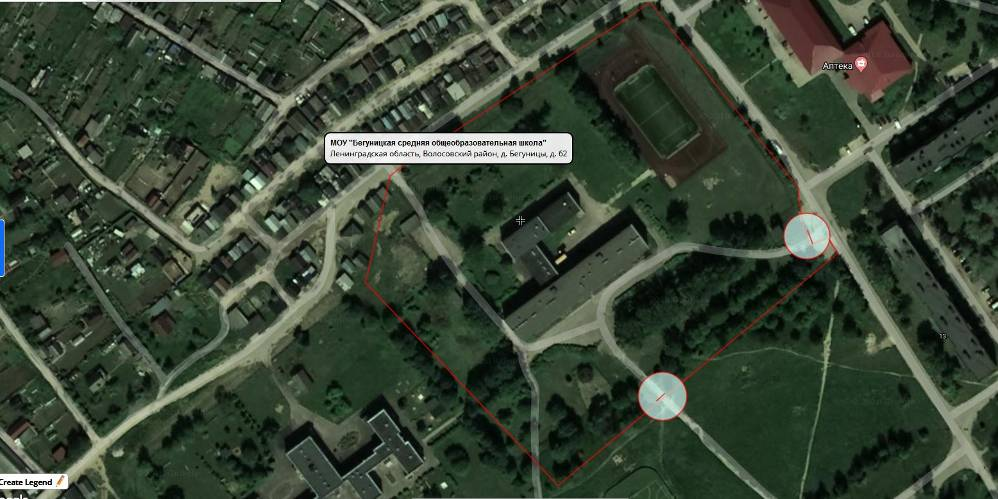 Аптека
МОУ "Бегуницкая средняя общеобразовательная школа"
Ленинградская область, Волосовский район, д. Бегуницы, д. 62
Create Legend